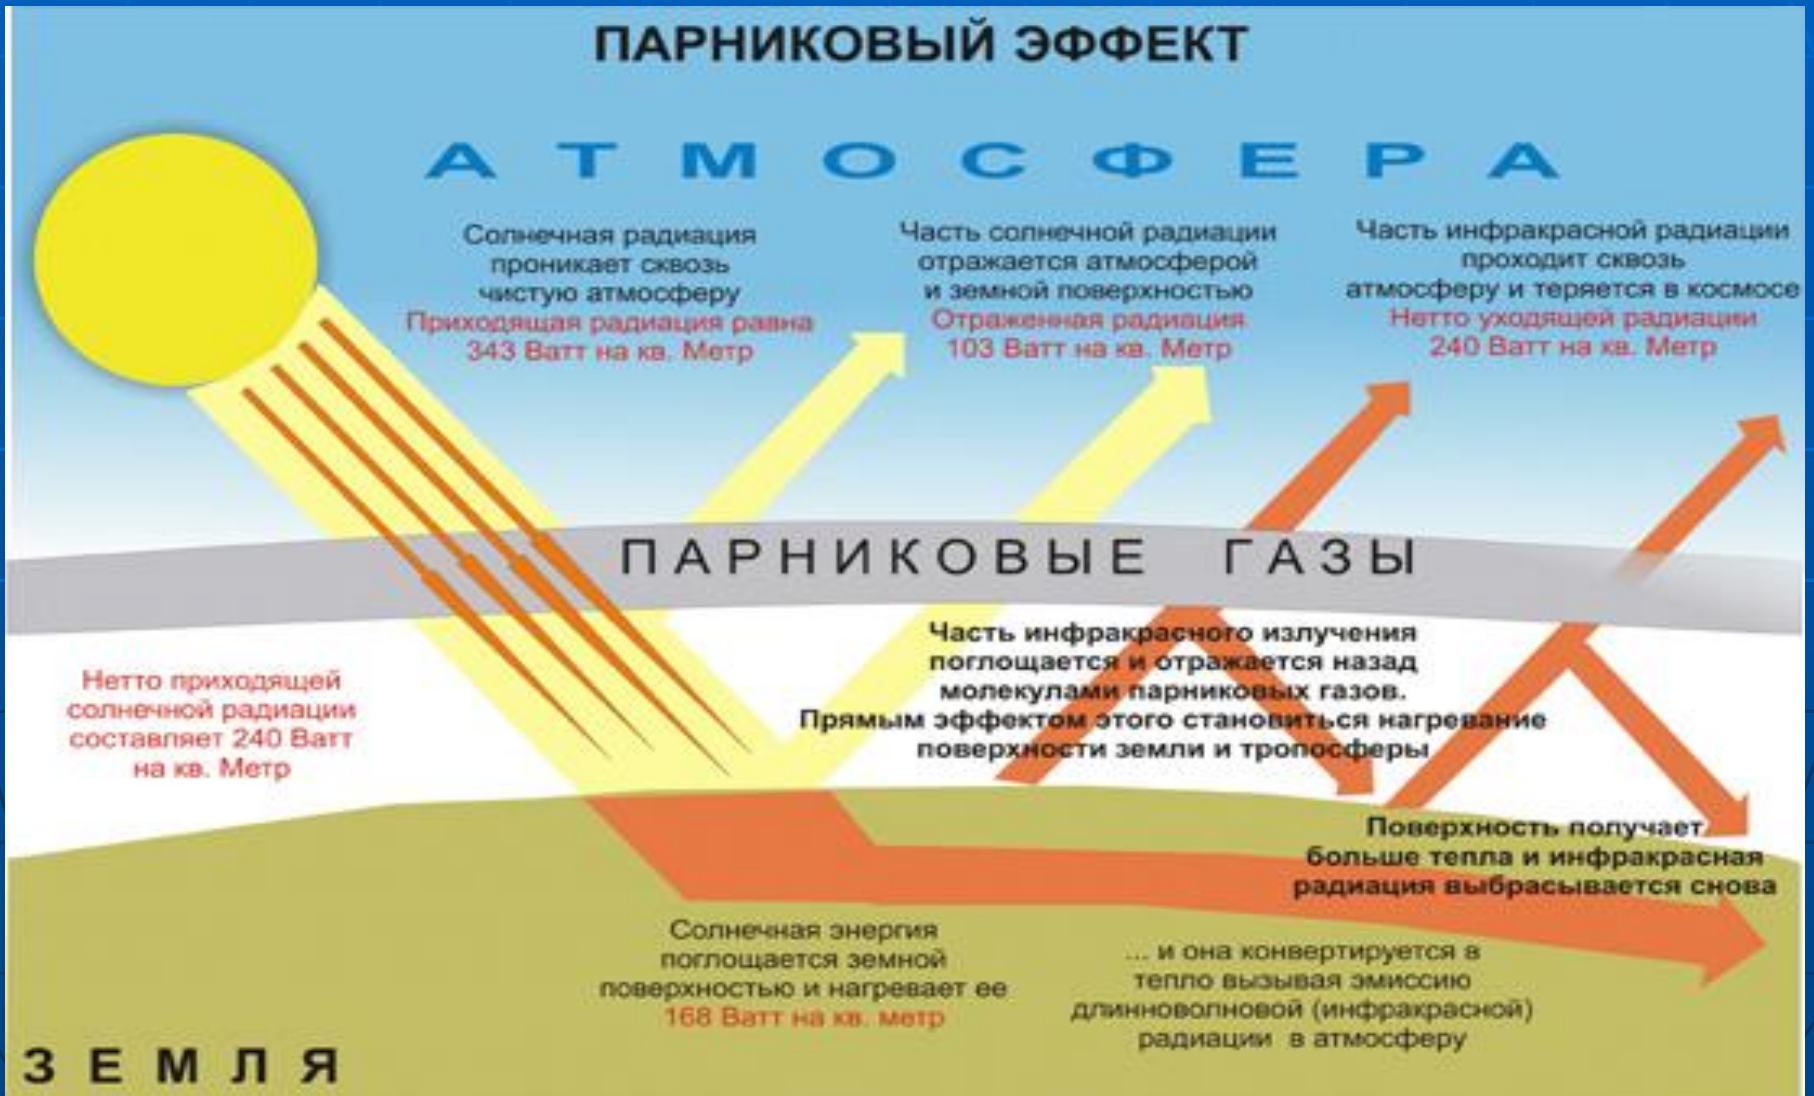 ПАРНИКОВЫЙ ЭФФЕКТ
АТМОСФЕРА
Солнечная радиация
проникает сквозь
чистую атмосферу
Приходящая радиация равна
343 Ватт на кв. Метр
Часть солнечной радиации
отражается атмосферой
и земной поверхностью
Отраженная радиация
103 Ватт на кв. Метр
Часть инфракрасной радиации
проходит сквозь
атмосферу и теряется в космосе
Нетто уходящей радиации
240 Ватт на кв. Метр
ПАРНИКОВЫЕ ГАЗЫ
Нетто приходящей
солнечной радиации
составляет 240 Ватт
на кв. Метр
Часть инфракрасного излучения
поглощается и отражается назад
молекулами парниковых газов.
Прямым эффектом этого становиться нагревание
поверхности земли и тропосферы
Поверхность получает
больше тепла и инфракрасная
радиация выбрасывается снова
Солнечная энергия
поглощается земной
поверхностью и нагревает ее
168 Ватт на кв. метр
... и она конвертируется в
тепло вызывая эмиссию
длинноволновой (инфракрасной)
радиации в атмосферу
ЗЕМЛЯ